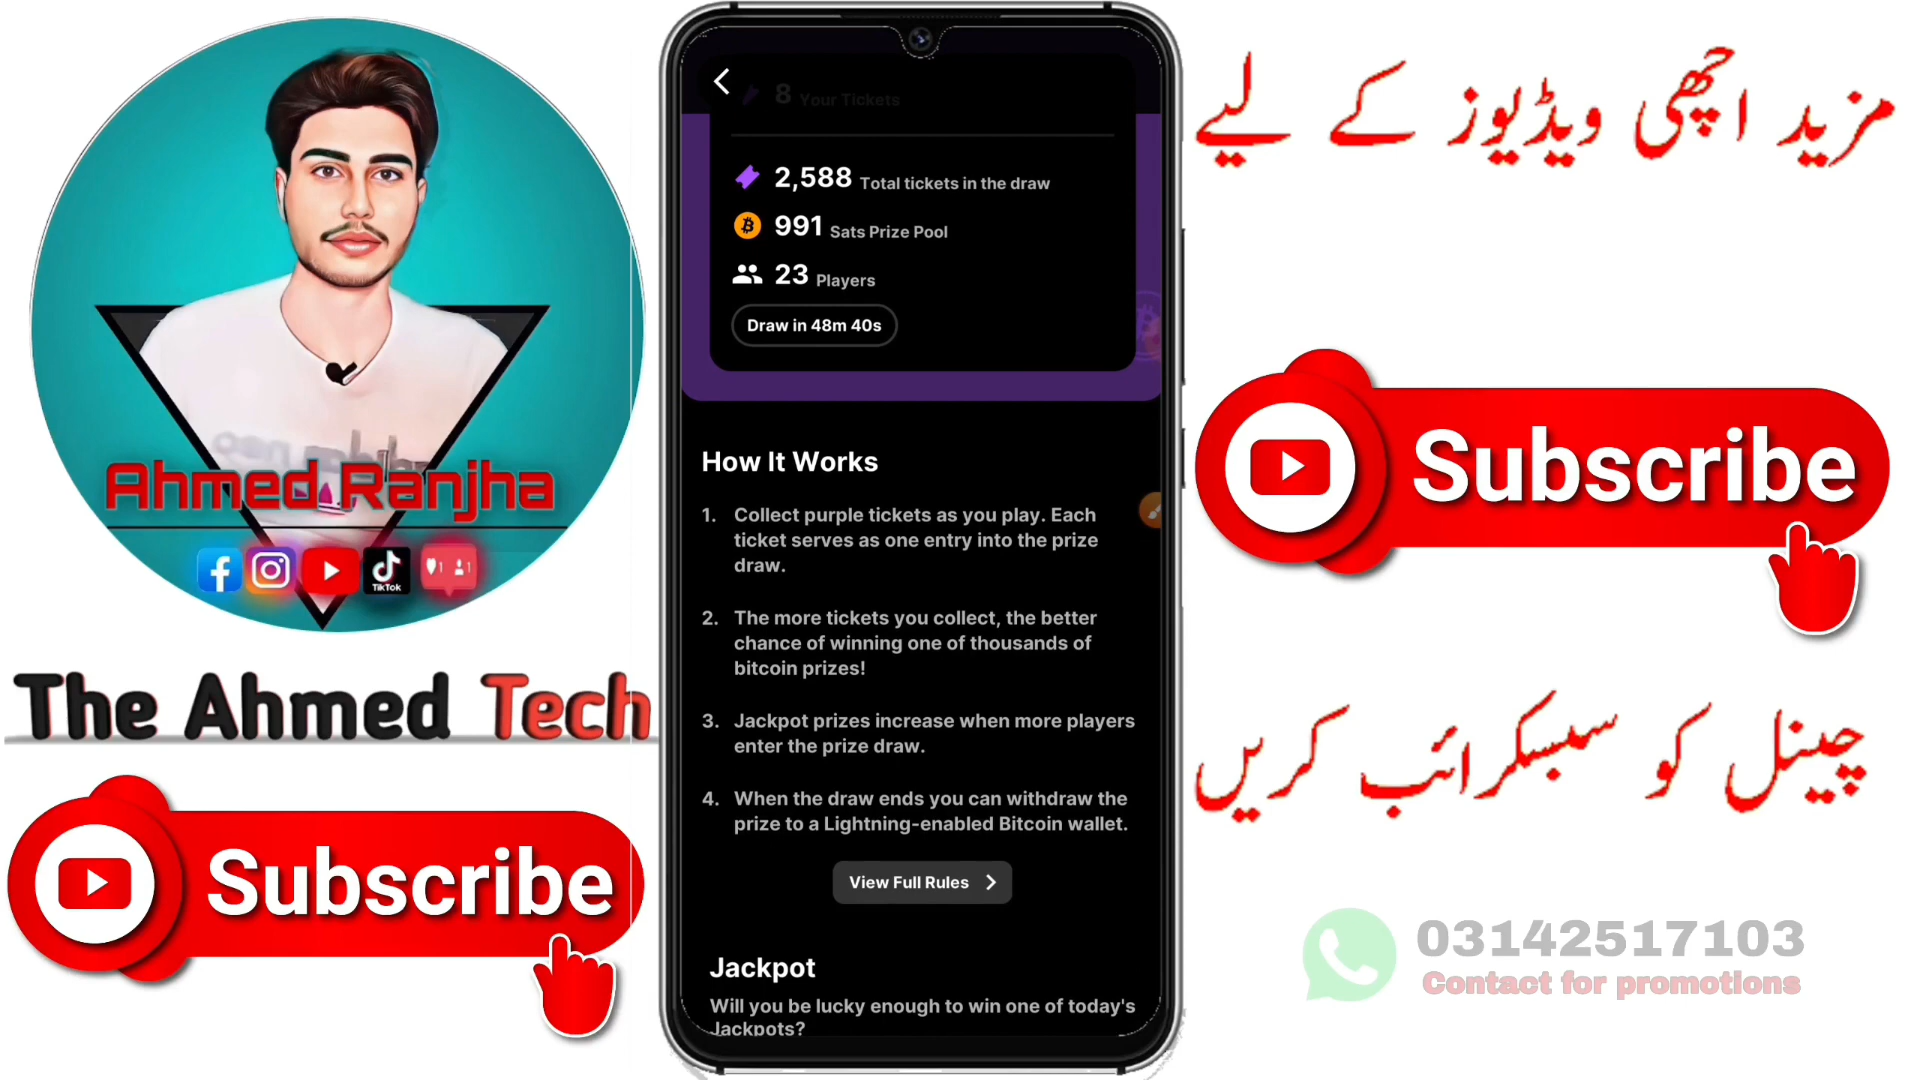 Ahmed Ranjha
TikTok
1 1
The Ahmed Tech
Subscribe
8 Your Tickets
2,588 Total tickets in the draw
991 Sats Prize Pool
23 Players
Draw in 48m 40s
How It Works
1. Collect purple tickets as you play. Each
ticket serves as one entry into the prize
draw.
2. The more tickets you collect, the better
chance of winning one of thousands of
bitcoin prizes!
3. Jackpot prizes increase when more players
enter the prize draw.
4. When the draw ends you can withdraw the
prize to a Lightning-enabled Bitcoin wallet.
View Full Rules
Jackpot
Will you be lucky enough to win one of today's
Jackpots?
مزید اچھی ویڈیوز کے لیے
Subscribe
چینل کو سبسکرائب کریں
03142517103
Contact for promotions